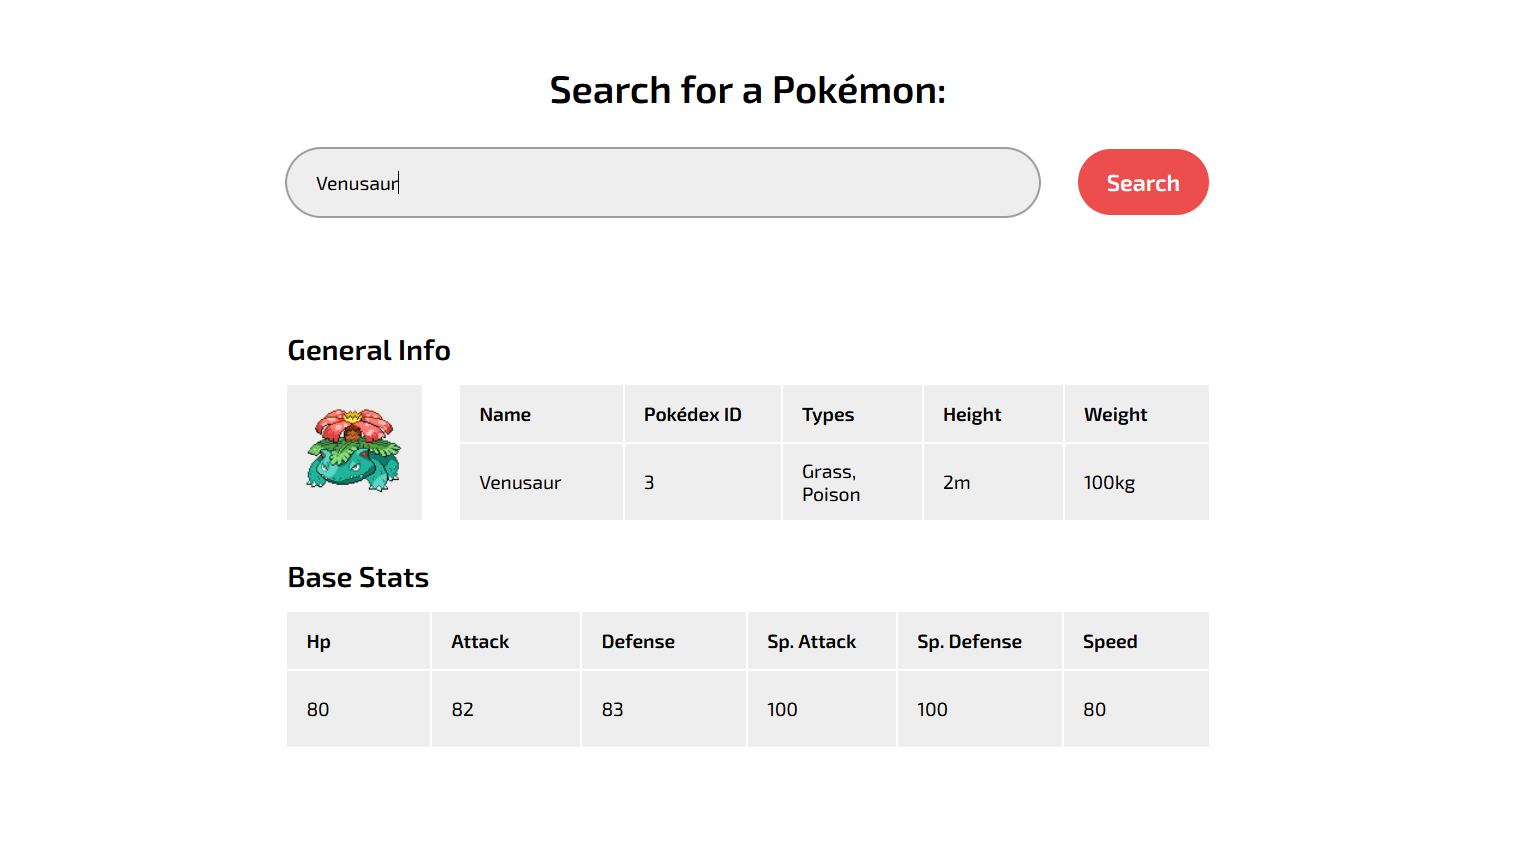 Search for a Pokémon:
Venusaur
Search
General Info
Name Pokédex ID Types Height Weight
Venusaur 3 Grass, 2m 100kg
Poison
Base Stats
Hp Attack Defense Sp. Attack Sp. Defense Speed
80 82 83 100 100 80